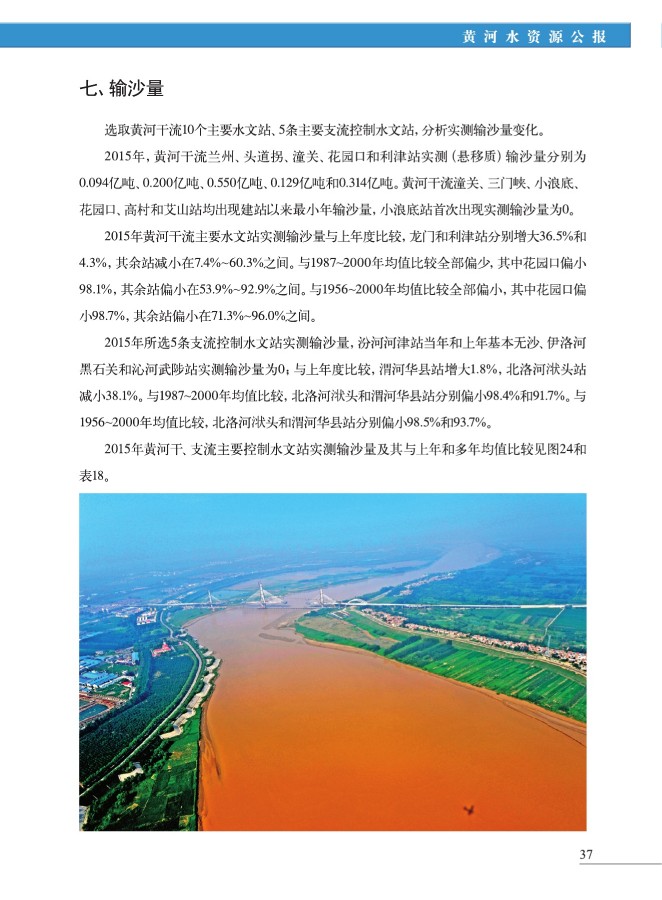 黄河水资源公报
七、输沙量
选取黄河干流10个主要水文站、5条主要支流控制水文站，分析实测输沙量变化。
2015年，黄河干流兰州、头道拐、潼关、花园口和利津站实测（悬移质）输沙量分别为
0.094亿吨、0.200亿吨、0.550亿吨、0.129亿吨和0.314亿吨。黄河干流潼关、三门峡、小浪底、
花园口、高村和艾山站均出现建站以来最小年输沙量，小浪底站首次出现实测输沙量为0。
2015年黄河干流主要水文站实测输沙量与上年度比较，龙门和利津站分别增大36.5%和
4.3%，其余站减小在7.4%~60.3%之间。与1987~2000年均值比较全部偏少，其中花园口偏小
98.1%，其余站偏小在53.9%~92.9%之间。与1956~2000年均值比较全部偏小，其中花园口偏
小98.7%，其余站偏小在71.3%~96.0%之间。
2015年所选5条支流控制水文站实测输沙量，汾河河津站当年和上年基本无沙、伊洛河
黑石关和沁河武陟站实测输沙量为0；与上年度比较，渭河华县站增大1.8%，北洛河洑头站
减小38.1%。与1987~2000年均值比较，北洛河洑头和渭河华县站分别偏小98.4%和91.7%。与
1956~2000年均值比较，北洛河洑头和渭河华县站分别偏小98.5%和93.7%。
2015年黄河干、支流主要控制水文站实测输沙量及其与上年和多年均值比较见图24和
表18。
37